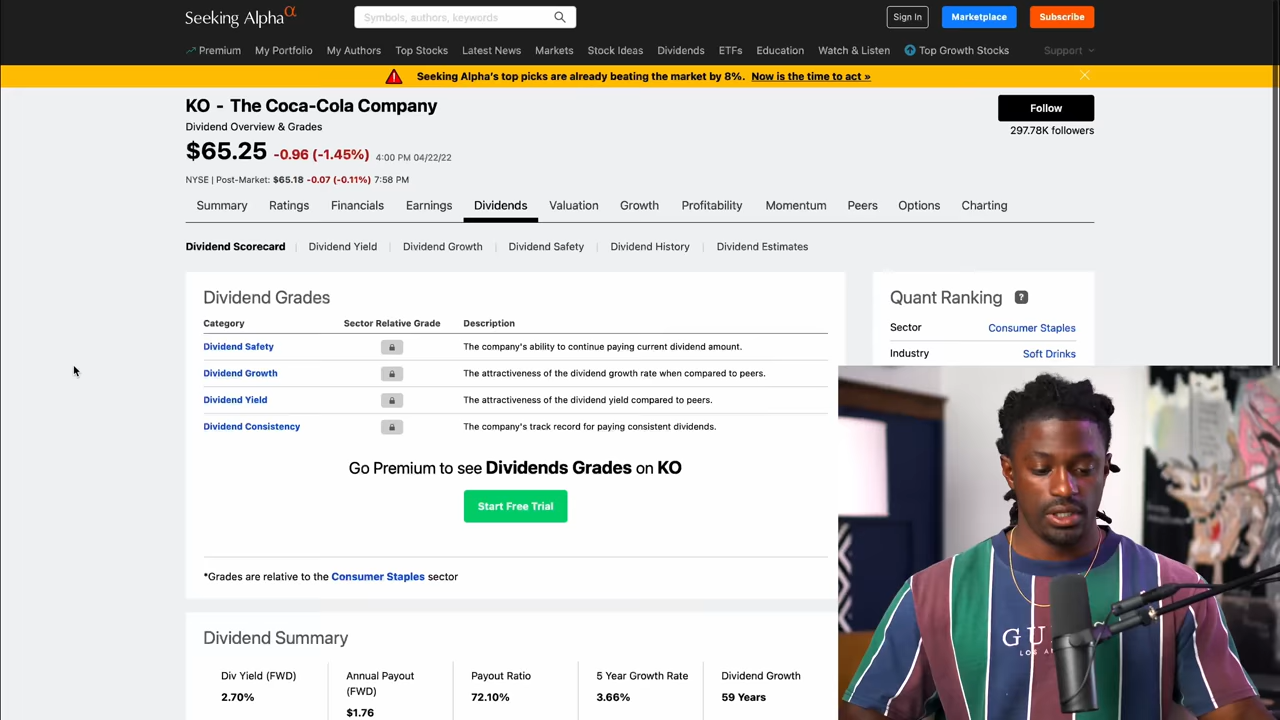 Seeking Alpha α
Symbols, authors, keywords
Sign In
Marketplace
Subscribe
Premium My Portfolio My Authors Top Stocks Latest News Markets Stock Ideas Dividends ETFs Education Watch & Listen Top Growth Stocks Support
Seeking Alpha's top picks are already beating the market by 8%. Now is the time to act »
KO - The Coca-Cola Company
Follow
Dividend Overview & Grades
297.78K followers
$65.25 -0.96 (-1.45%) 4:00 PM 04/22/22
NYSE | Post-Market: $65.18 -0.07 (-0.11%) 7:58 PM
Summary Ratings Financials Earnings Dividends Valuation Growth Profitability Momentum Peers Options Charting
Dividend Scorecard | Dividend Yield | Dividend Growth | Dividend Safety | Dividend History | Dividend Estimates
Dividend Grades
Category Sector Relative Grade Description
Dividend Safety The company's ability to continue paying current dividend amount.
Dividend Growth The attractiveness of the dividend growth rate when compared to peers.
Dividend Yield The attractiveness of the dividend yield compared to peers.
Dividend Consistency The company's track record for paying consistent dividends.
Go Premium to see Dividends Grades on KO
Start Free Trial
*Grades are relative to the Consumer Staples sector
Quant Ranking ?
Sector Consumer Staples
Industry Soft Drinks
Dividend Summary
Div Yield (FWD)
2.70%
Annual Payout
(FWD)
$1.76
Payout Ratio
72.10%
5 Year Growth Rate
3.66%
Dividend Growth
59 Years